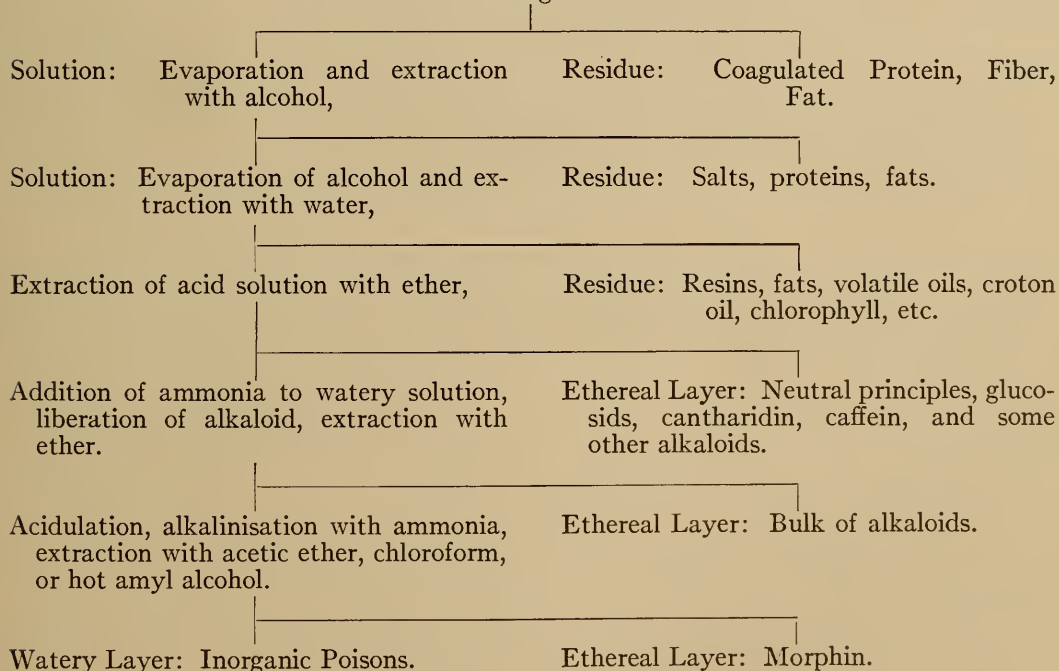 Solution: Evaporation and extraction
with alcohol,
Residue: Coagulated Protein, Fiber,
Fat.
Solution: Evaporation of alcohol and ex-
traction with water,
Residue: Salts, proteins, fats.
Extraction of acid solution with ether,
Residue: Resins, fats, volatile oils, croton
oil, chlorophyll, etc.
Addition of ammonia to watery solution,
liberation of alkaloid, extraction with
ether.
Ethereal Layer: Neutral principles, gluco-
sids, cantharidin, caffein, and some
other alkaloids.
Acidulation, alkalinisation with ammonia,
extraction with acetic ether, chloroform,
or hot amyl alcohol.
Ethereal Layer: Bulk of alkaloids.
Watery Layer: Inorganic Poisons.
Ethereal Layer: Morphin.